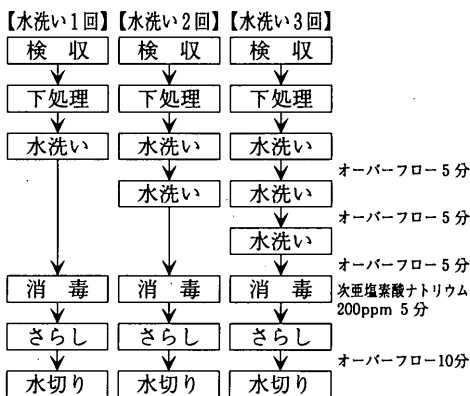 【水洗い1回】【水洗い2回】【水洗い3回】
検収 検収 検収
下処理 下処理 下処理
水洗い 水洗い 水洗い
オーバーフロー5分
水洗い 水洗い
オーバーフロー5分
水洗い
オーバーフロー5分
消毒 消毒 消毒
次亜塩素酸ナトリウム
200ppm 5分
さらし さらし さらし
オーバーフロー10分
水切り 水切り 水切り